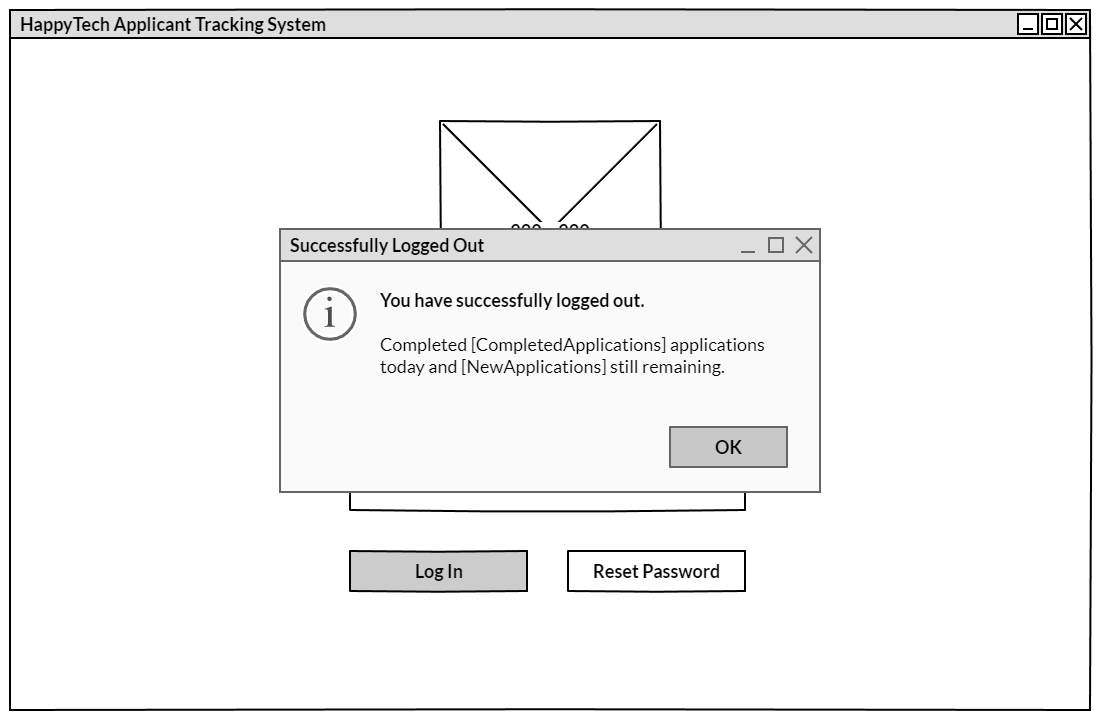 HappyTech Applicant Tracking System
Successfully Logged Out
You have successfully logged out.
Completed [CompletedApplications] applications
today and [NewApplications] still remaining.
OK
Log In
Reset Password